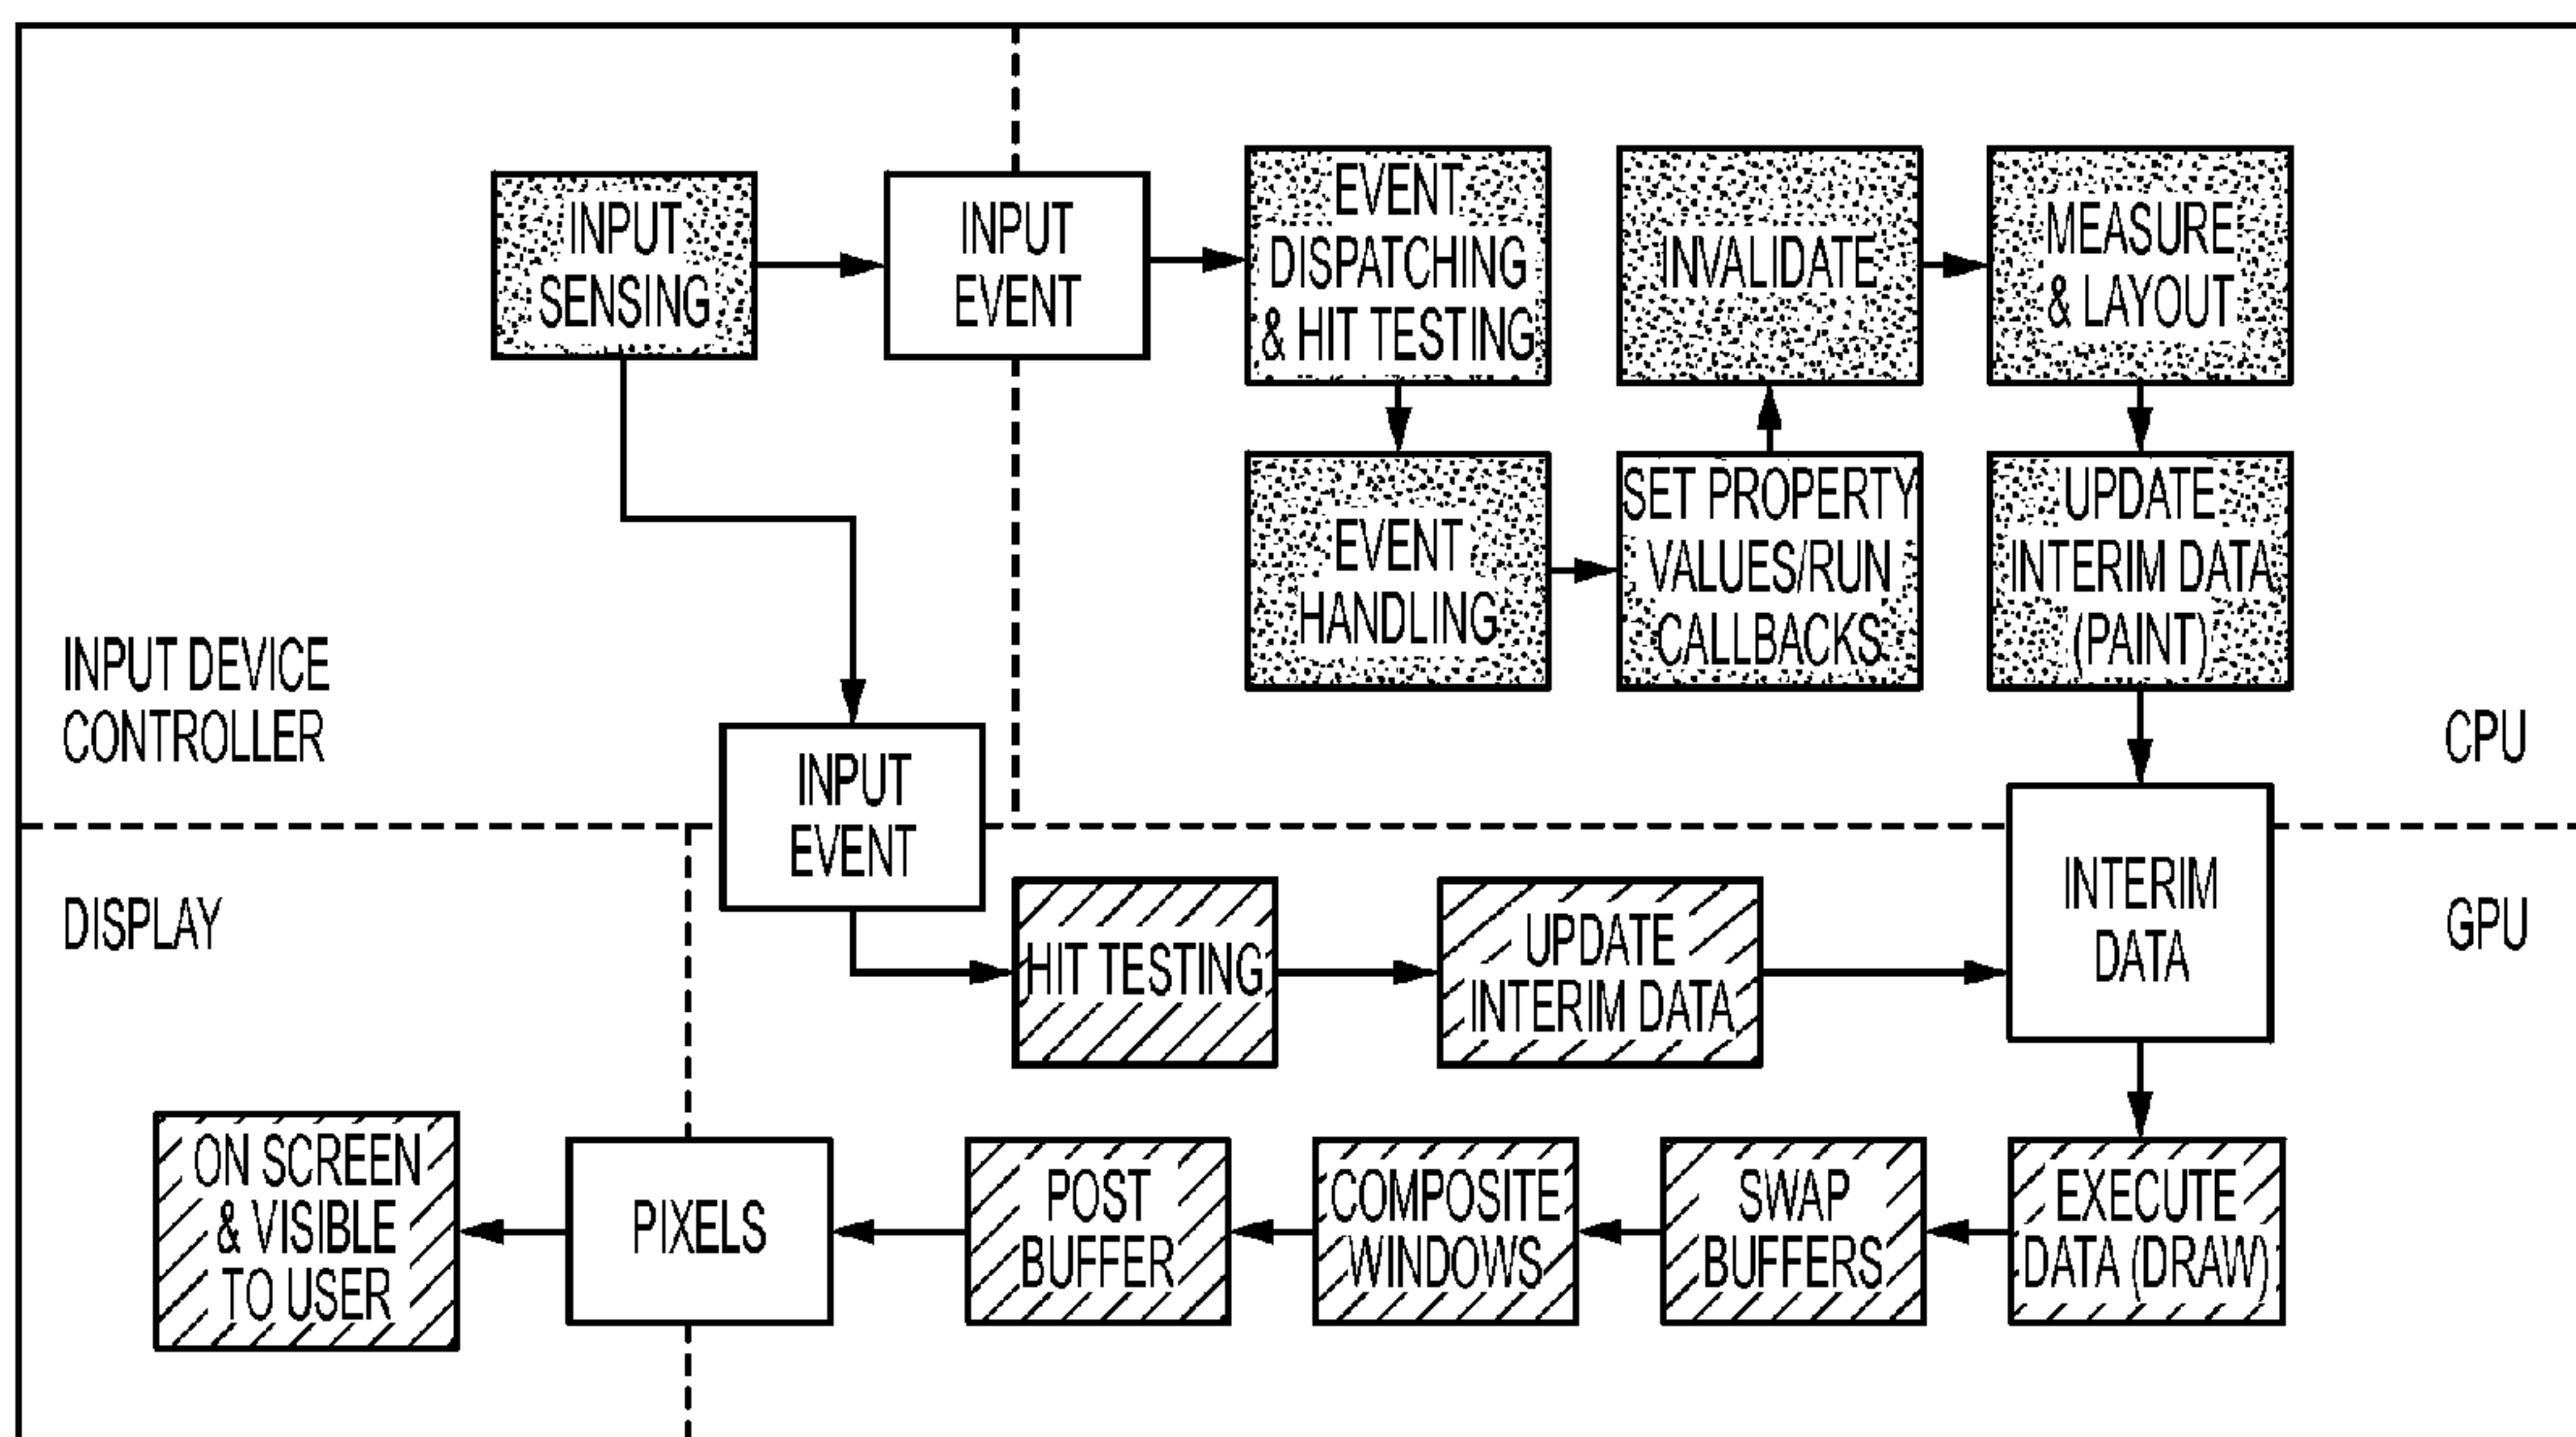 INPUT
SENSING
INPUT
EVENT
EVENT
DISPATCHING
& HIT TESTING
INVALIDATE
MEASURE
& LAYOUT
EVENT
HANDLING
SET PROPERTY
VALUES/RUN
CALLBACKS
UPDATE
INTERIM DATA
(PAINT)
INPUT DEVICE
CONTROLLER
CPU
INPUT
EVENT
DISPLAY
HIT TESTING
UPDATE
INTERIM DATA
INTERIM
DATA
GPU
ON SCREEN
& VISIBLE
TO USER
PIXELS
POST
BUFFER
COMPOSITE
WINDOWS
SWAP
BUFFERS
EXECUTE
DATA (DRAW)